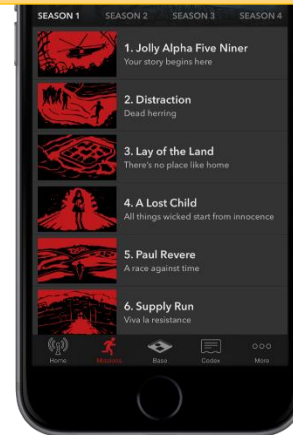 SEASON 1 SEASON 2 SEASON 3 SEASON 4
1. Jolly Alpha Five Niner
Your story begins here
2. Distraction
Dead herring
3. Lay of the Land
There's no place like home
4. A Lost Child
All things wicked start from innocence
5. Paul Revere
A race against time
6. Supply Run
Viva la resistance
Home Missions Base Codex More